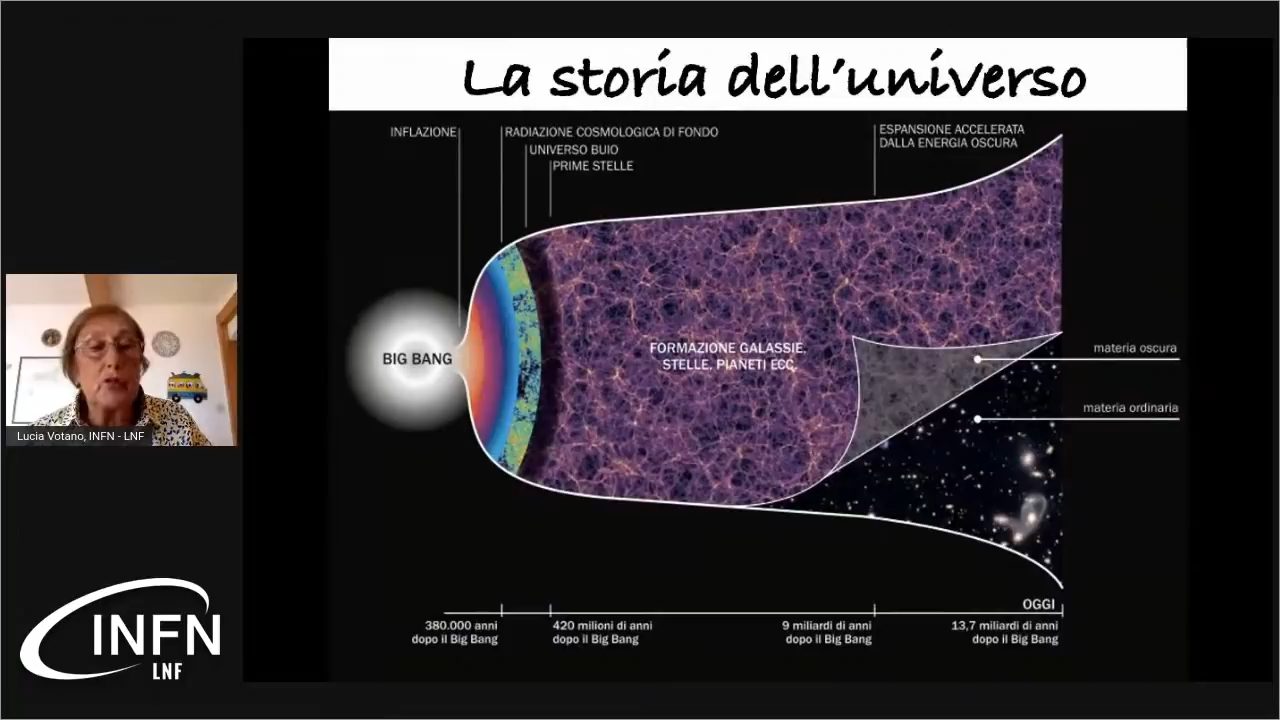 La storia dell'universo
INFLAZIONE
RADIAZIONE COSMOLOGICA DI FONDO
UNIVERSO BUIO
PRIME STELLE
ESPANSIONE ACCELERATA
DALLA ENERGIA OSCURA
BIG BANG
FORMAZIONE GALASSIE.
STELLE. PIANETI ECC.
materia oscura
materia ordinaria
OGGI
380.000 anni
dopo il Big Bang
420 milioni di anni
dopo il Big Bang
9 miliardi di anni
dopo il Big Bang
13,7 miliardi di anni
dopo il Big Bang
Lucia Votano, INFN - LNF
INFN
LNF